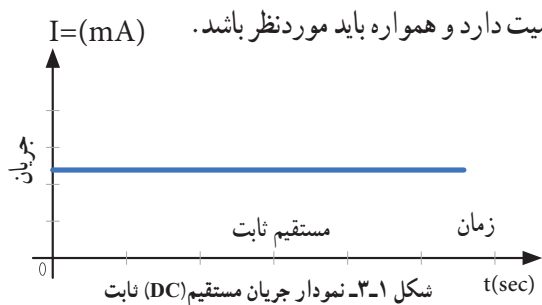 یت دارد و همواره باید موردنظر باشد.
I=(mA)
جریان
مستقیم ثابت
زمان
0
t(sec)
شکل ۱ـ۳ـ نمودار جریان مستقیم(DC) ثابت